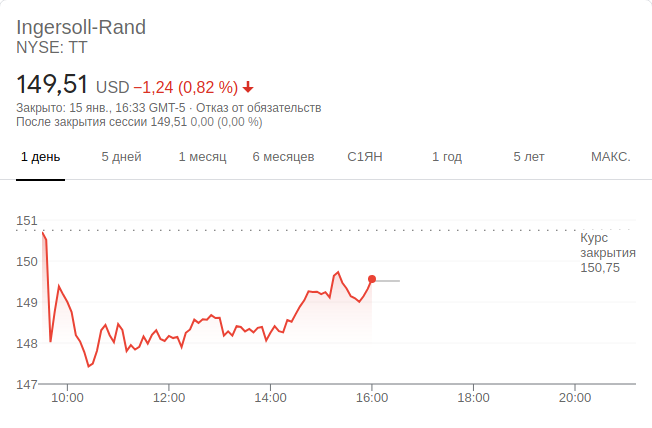 Ingersoll-Rand
NYSE: TT
149,51 USD −1,24 (0,82 %)
Закрыто: 15 янв., 16:33 GMT-5 · Отказ от обязательств
После закрытия сессии 149,51 0,00 (0,00 %)
1 день 5 дней 1 месяц 6 месяцев С1ЯН 1 год 5 лет МАКС.
151
Курс
закрытия
150,75
150
149
148
147
10:00 12:00 14:00 16:00 18:00 20:00